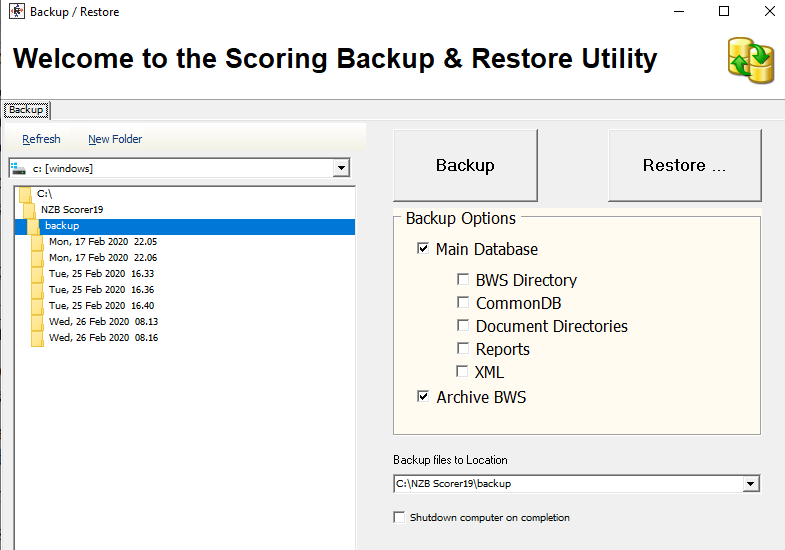 Backup / Restore
Welcome to the Scoring Backup & Restore Utility
Backup
Refresh New Folder
c: [windows]
C:\
NZB Scorer19
backup
Mon, 17 Feb 2020 22.05
Mon, 17 Feb 2020 22.06
Tue, 25 Feb 2020 16.33
Tue, 25 Feb 2020 16.36
Tue, 25 Feb 2020 16.40
Wed, 26 Feb 2020 08.13
Wed, 26 Feb 2020 08.16
Backup Restore ...
Backup Options
Main Database
BWS Directory
CommonDB
Document Directories
Reports
XML
Archive BWS
Backup files to Location
C:\NZB Scorer19\backup
Shutdown computer on completion